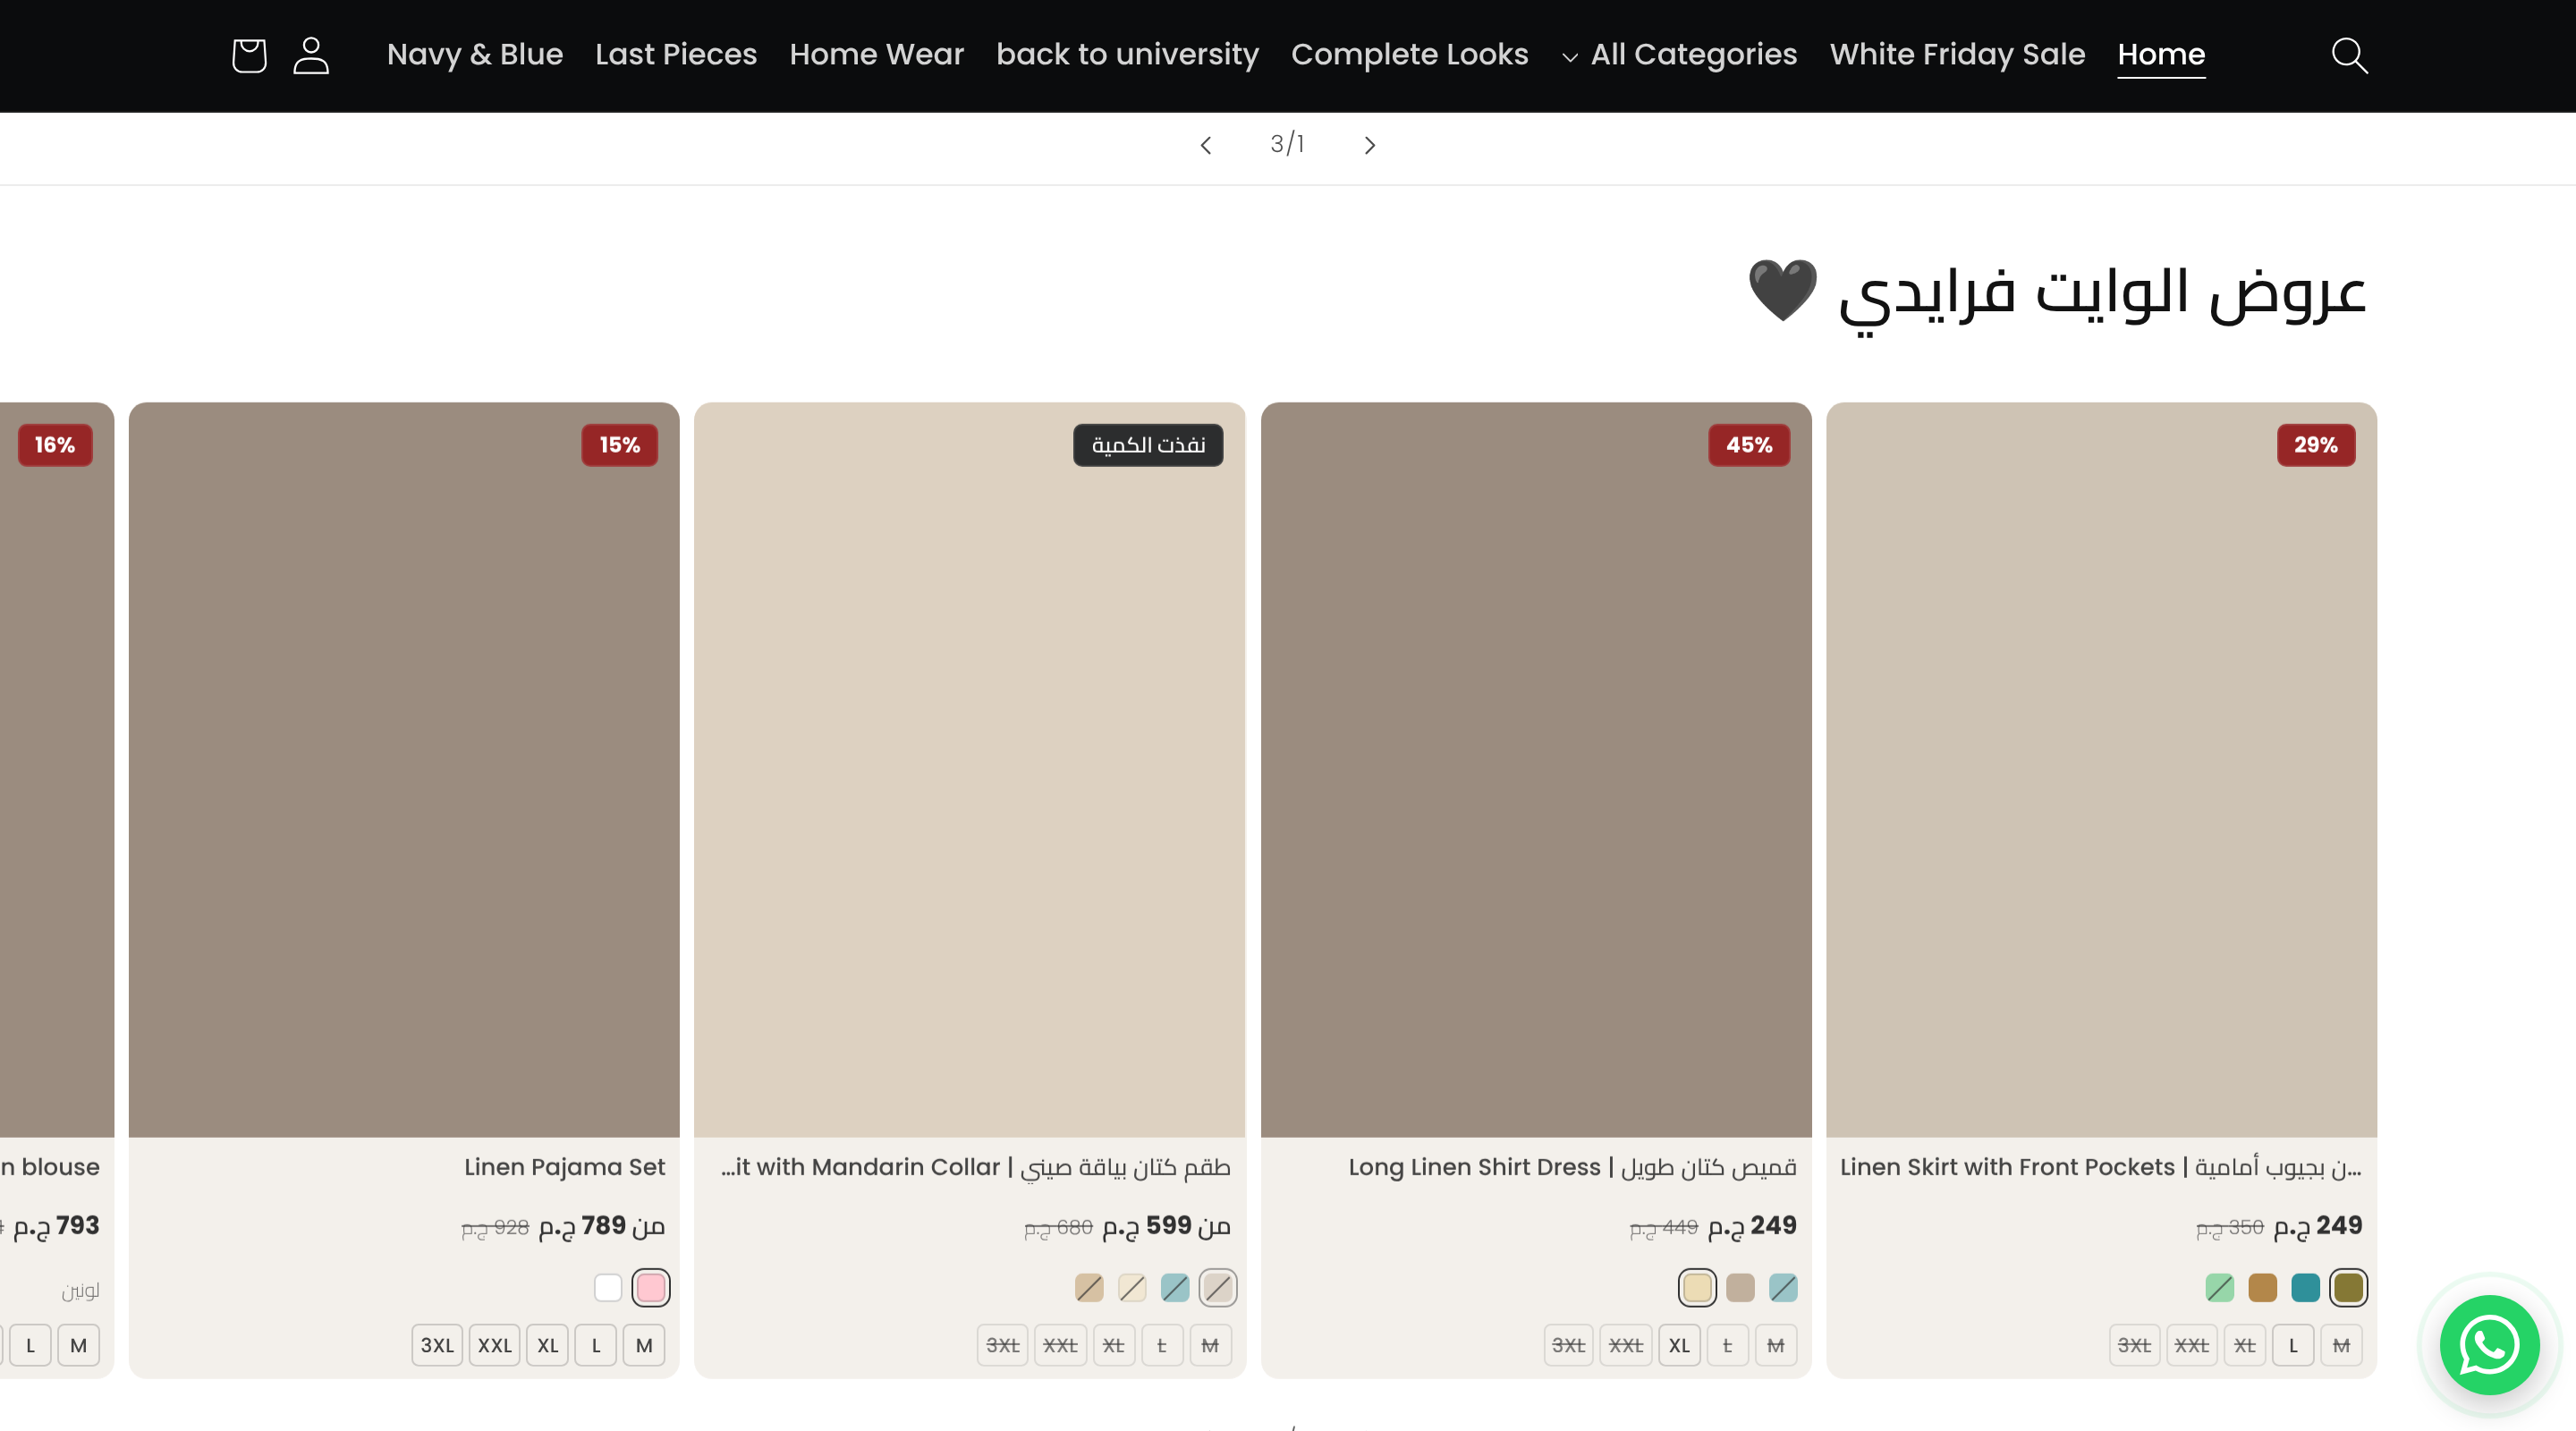 Home
White Friday Sale
All Categories
Complete Looks
back to university
Home Wear
Last Pieces
Navy & Blue
3/1
عروض الوايت فرايدي 🖤
29%
Linen Skirt with Front Pockets | ن بجيوب أمامية...
249 ج.م 350 ج.م
M L XL XXL 3XL
45%
Long Linen Shirt Dress | قميص كتان طويل
249 ج.م 449 ج.م
M L XL XXL 3XL
نفذت الكمية
...it with Mandarin Collar | طقم كتان بياقة صيني
من 599 ج.م 680 ج.م
M L XL XXL 3XL
15%
Linen Pajama Set
من 789 ج.م 928 ج.م
M L XL XXL 3XL
16%
n blouse
793 ج.م
لونين
M L